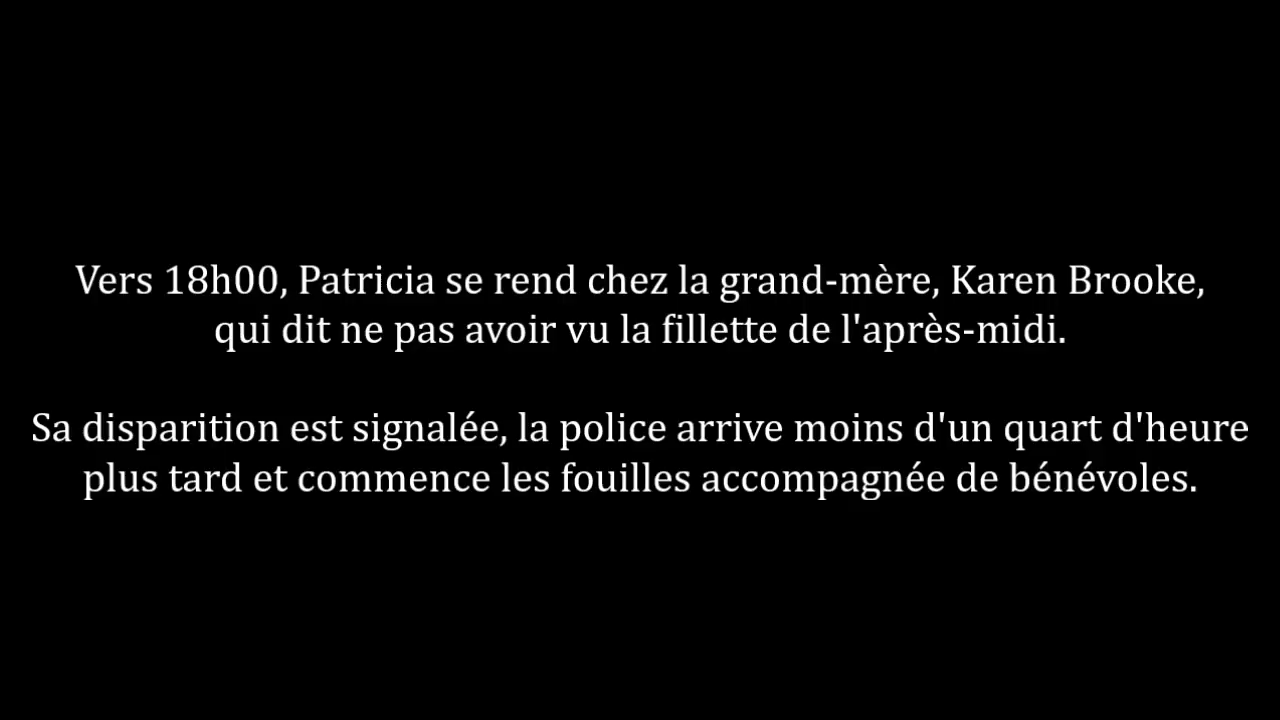 Vers 18h00, Patricia se rend chez la grand-mère, Karen Brooke,
qui dit ne pas avoir vu la fillette de l'après-midi.
Sa disparition est signalée, la police arrive moins d'un quart d'heure
plus tard et commence les fouilles accompagnée de bénévoles.